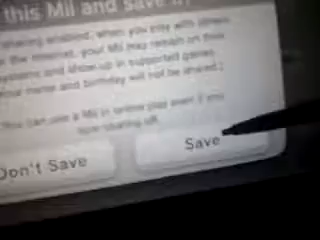 this Mii and save
sharing enabled, when you play with others
the internet, your Mii may remain on their
systems and show up in supported games.
Your name and birthday will not be shared.)
You can use a Mii in online play even if you
turn sharing off.
Don't Save
Save